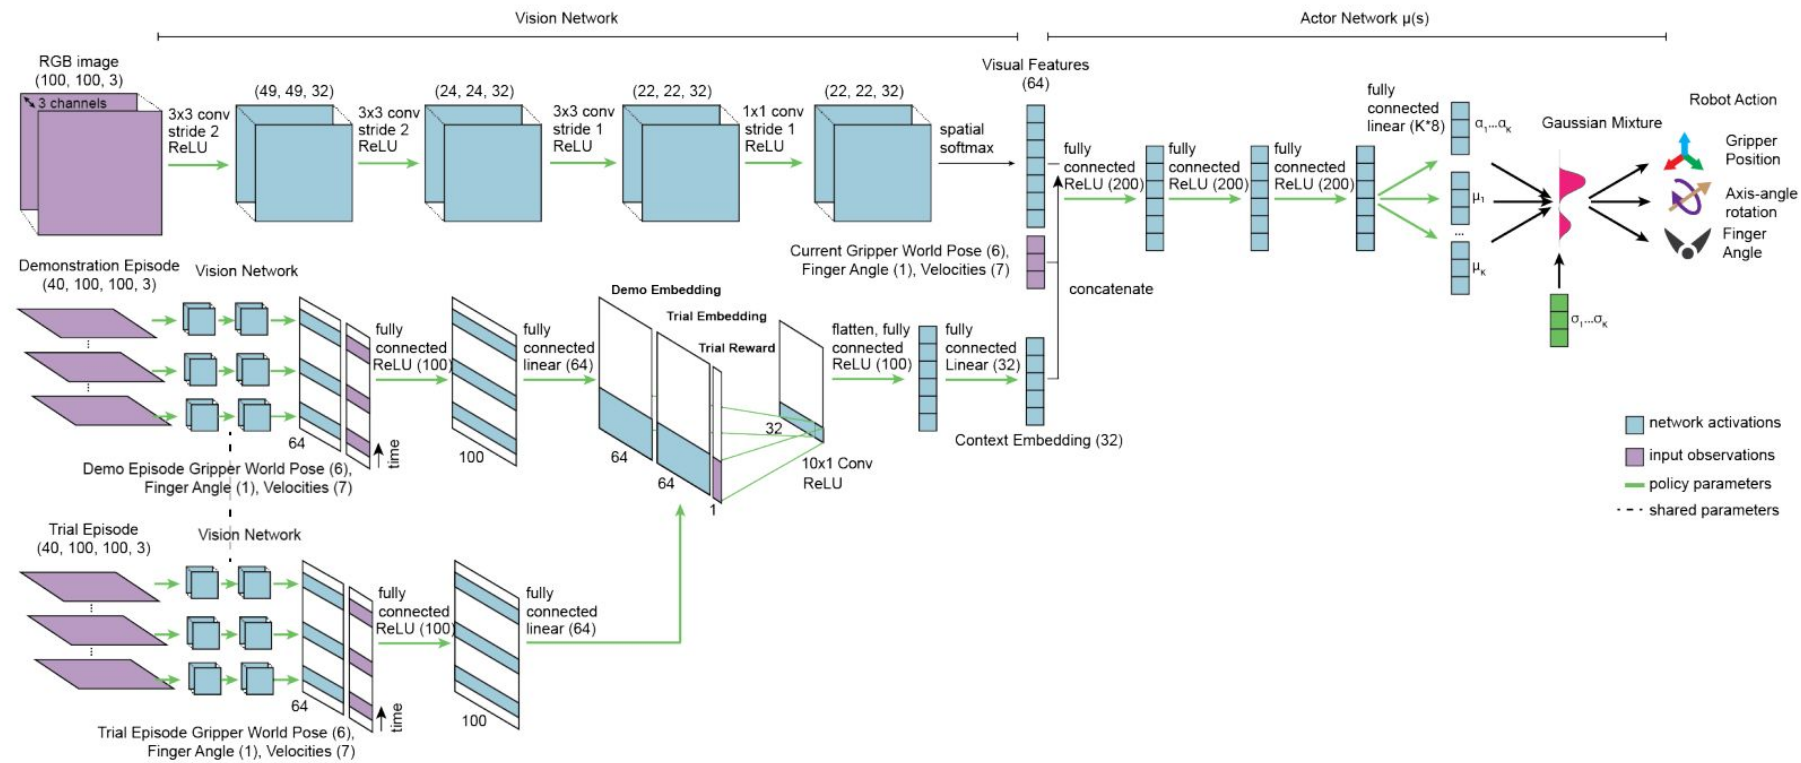 Vision Network
Actor Network μ(s)
RGB image
(100, 100, 3)
3 channels
3x3 conv
stride 2
ReLU
(49, 49, 32)
3x3 conv
stride 2
ReLU
(24, 24, 32)
3x3 conv
stride 1
ReLU
(22, 22, 32)
1x1 conv
stride 1
ReLU
(22, 22, 32)
spatial
softmax
Visual Features
(64)
fully
connected
ReLU (200)
fully
connected
ReLU (200)
fully
connected
ReLU (200)
fully
connected
linear (K*8)
α₁...αₖ
μ₁
...
μₖ
Gaussian Mixture
σ₁...σₖ
Robot Action
Gripper
Position
Axis-angle
rotation
Finger
Angle
Current Gripper World Pose (6),
Finger Angle (1), Velocities (7)
concatenate
Demonstration Episode
(40, 100, 100, 3)
Vision Network
64
time
Demo Episode Gripper World Pose (6),
Finger Angle (1), Velocities (7)
fully
connected
ReLU (100)
100
fully
connected
linear (64)
Demo Embedding
Trial Embedding
Trial Reward
64
64
1
32
10x1 Conv
ReLU
flatten, fully
connected
ReLU (100)
fully
connected
Linear (32)
Context Embedding (32)
Trial Episode
(40, 100, 100, 3)
Vision Network
64
time
Trial Episode Gripper World Pose (6),
Finger Angle (1), Velocities (7)
fully
connected
ReLU (100)
100
fully
connected
linear (64)
network activations
input observations
policy parameters
shared parameters